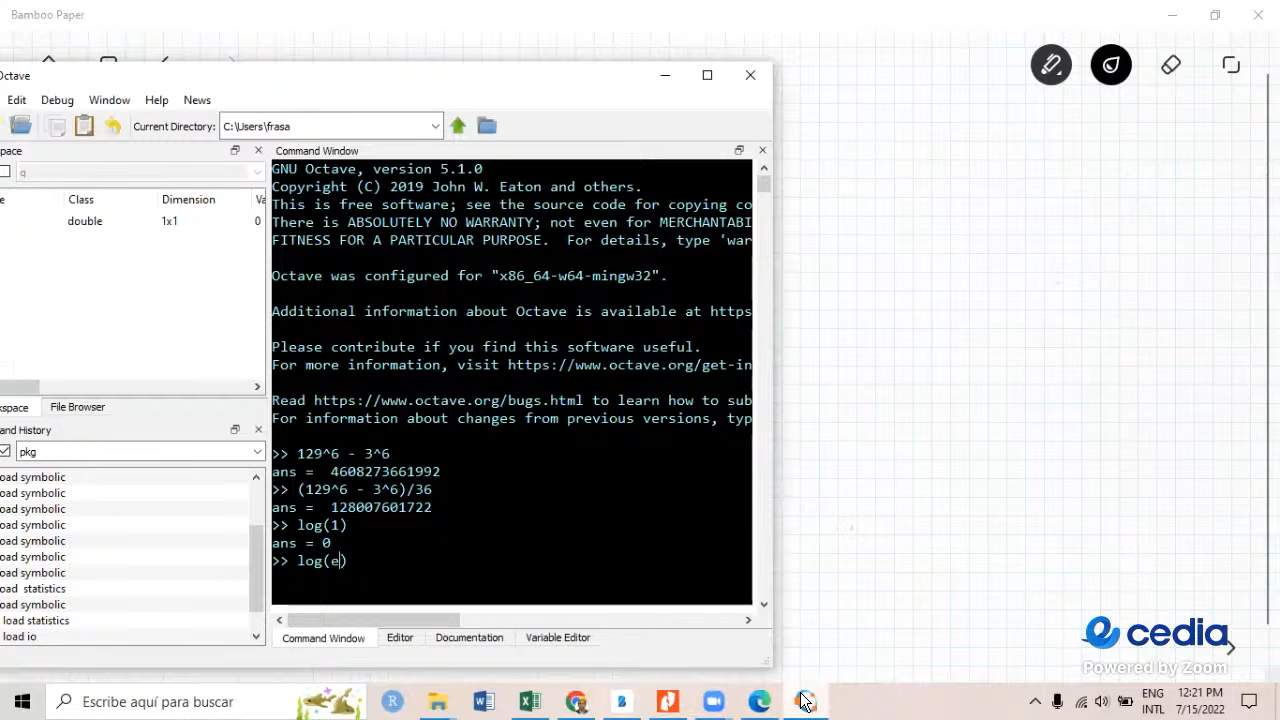 Bamboo Paper
Octave
Edit Debug Window Help News
Current Directory: C:\Users\frasa
space
q
Class Dimension Va
double 1x1 0
kspace File Browser
and History
pkg
oad symbolic
oad symbolic
oad symbolic
oad symbolic
oad symbolic
oad symbolic
oad symbolic
oad statistics
oad symbolic
load statistics
load io
Command Window
GNU Octave, version 5.1.0
Copyright (C) 2019 John W. Eaton and others.
This is free software; see the source code for copying co
There is ABSOLUTELY NO WARRANTY; not even for MERCHANTABI
FITNESS FOR A PARTICULAR PURPOSE.  For details, type 'war
Octave was configured for "x86_64-w64-mingw32".
Additional information about Octave is available at https
Please contribute if you find this software useful.
For more information, visit https://www.octave.org/get-in
Read https://www.octave.org/bugs.html to learn how to sub
For information about changes from previous versions, typ
>> 129^6 - 3^6
ans =  4608273661992
>> (129^6 - 3^6)/36
ans =  128007601722
>> log(1)
ans = 0
>> log(e)
Command Window Editor Documentation Variable Editor
cedia
Powered by Zoom
Escribe aquí para buscar
R
W
X
B
ENG
INTL
12:21 PM
7/15/2022